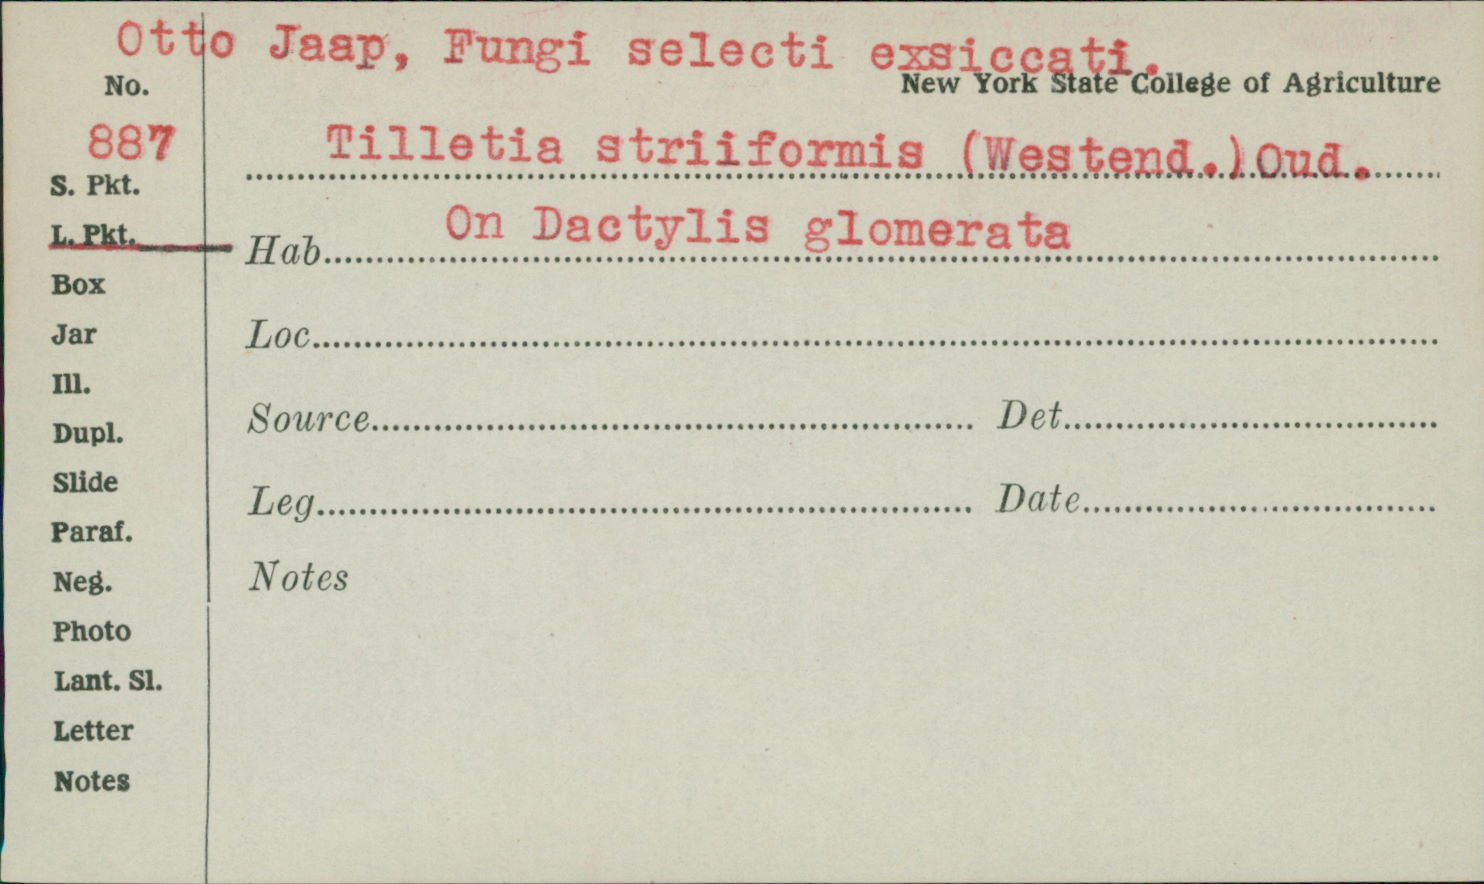 Otto Jaap, Fungi selecti exsiccati.
No.
New York State College of Agriculture
887
Tilletia striiformis (Westend.)Oud.
S. Pkt.
L. Pkt.
Hab. On Dactylis glomerata
Box
Jar
Loc.
Ill.
Dupl.
Source Det.
Slide
Leg. Date
Paraf.
Neg.
Notes
Photo
Lant. Sl.
Letter
Notes